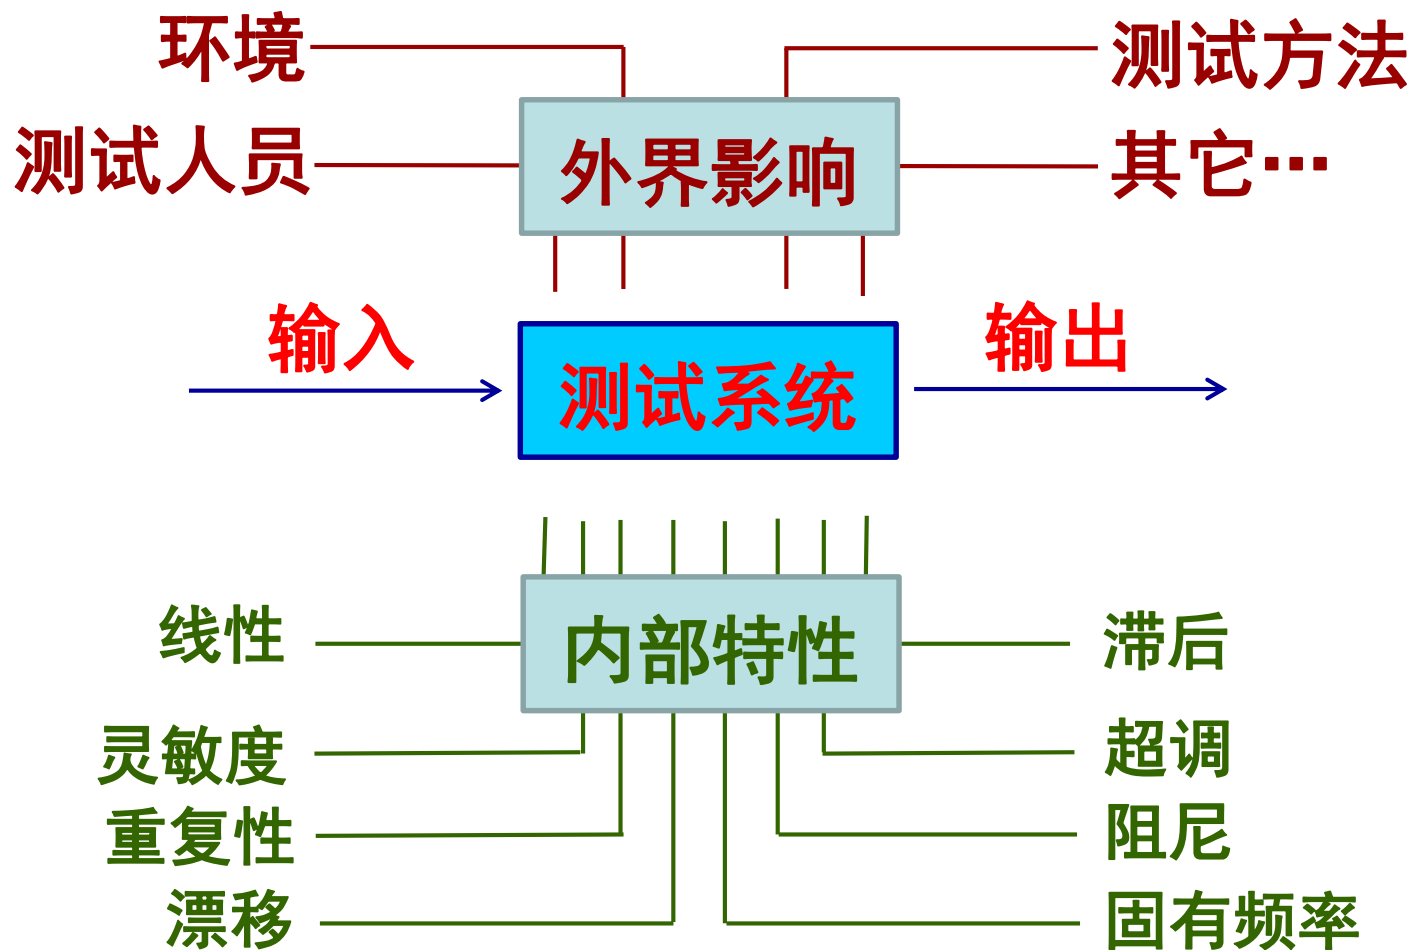 环境
测试方法
测试人员
外界影响
其它…
输入
输出
测试系统
线性
内部特性
滞后
灵敏度
超调
重复性
阻尼
漂移
固有频率